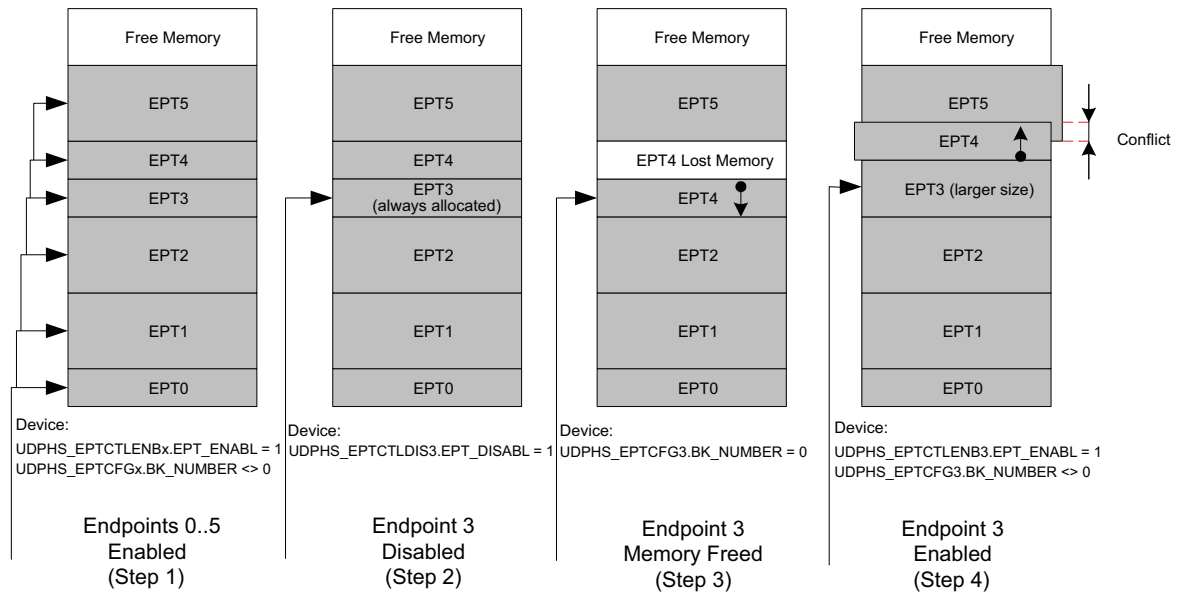 Free Memory
EPT5
EPT4
EPT3
EPT2
EPT1
EPT0
Device:
UDPHS_EPTCTLENBx.EPT_ENABL = 1
UDPHS_EPTCFGx.BK_NUMBER <> 0
Endpoints 0..5
Enabled
(Step 1)
Free Memory
EPT5
EPT4
EPT3
(always allocated)
EPT2
EPT1
EPT0
Device:
UDPHS_EPTCTLDIS3.EPT_DISABL = 1
Endpoint 3
Disabled
(Step 2)
Free Memory
EPT5
EPT4 Lost Memory
EPT4
EPT2
EPT1
EPT0
Device:
UDPHS_EPTCFG3.BK_NUMBER = 0
Endpoint 3
Memory Freed
(Step 3)
Free Memory
EPT5
EPT4
Conflict
EPT3 (larger size)
EPT2
EPT1
EPT0
Device:
UDPHS_EPTCTLENB3.EPT_ENABL = 1
UDPHS_EPTCFG3.BK_NUMBER <> 0
Endpoint 3
Enabled
(Step 4)